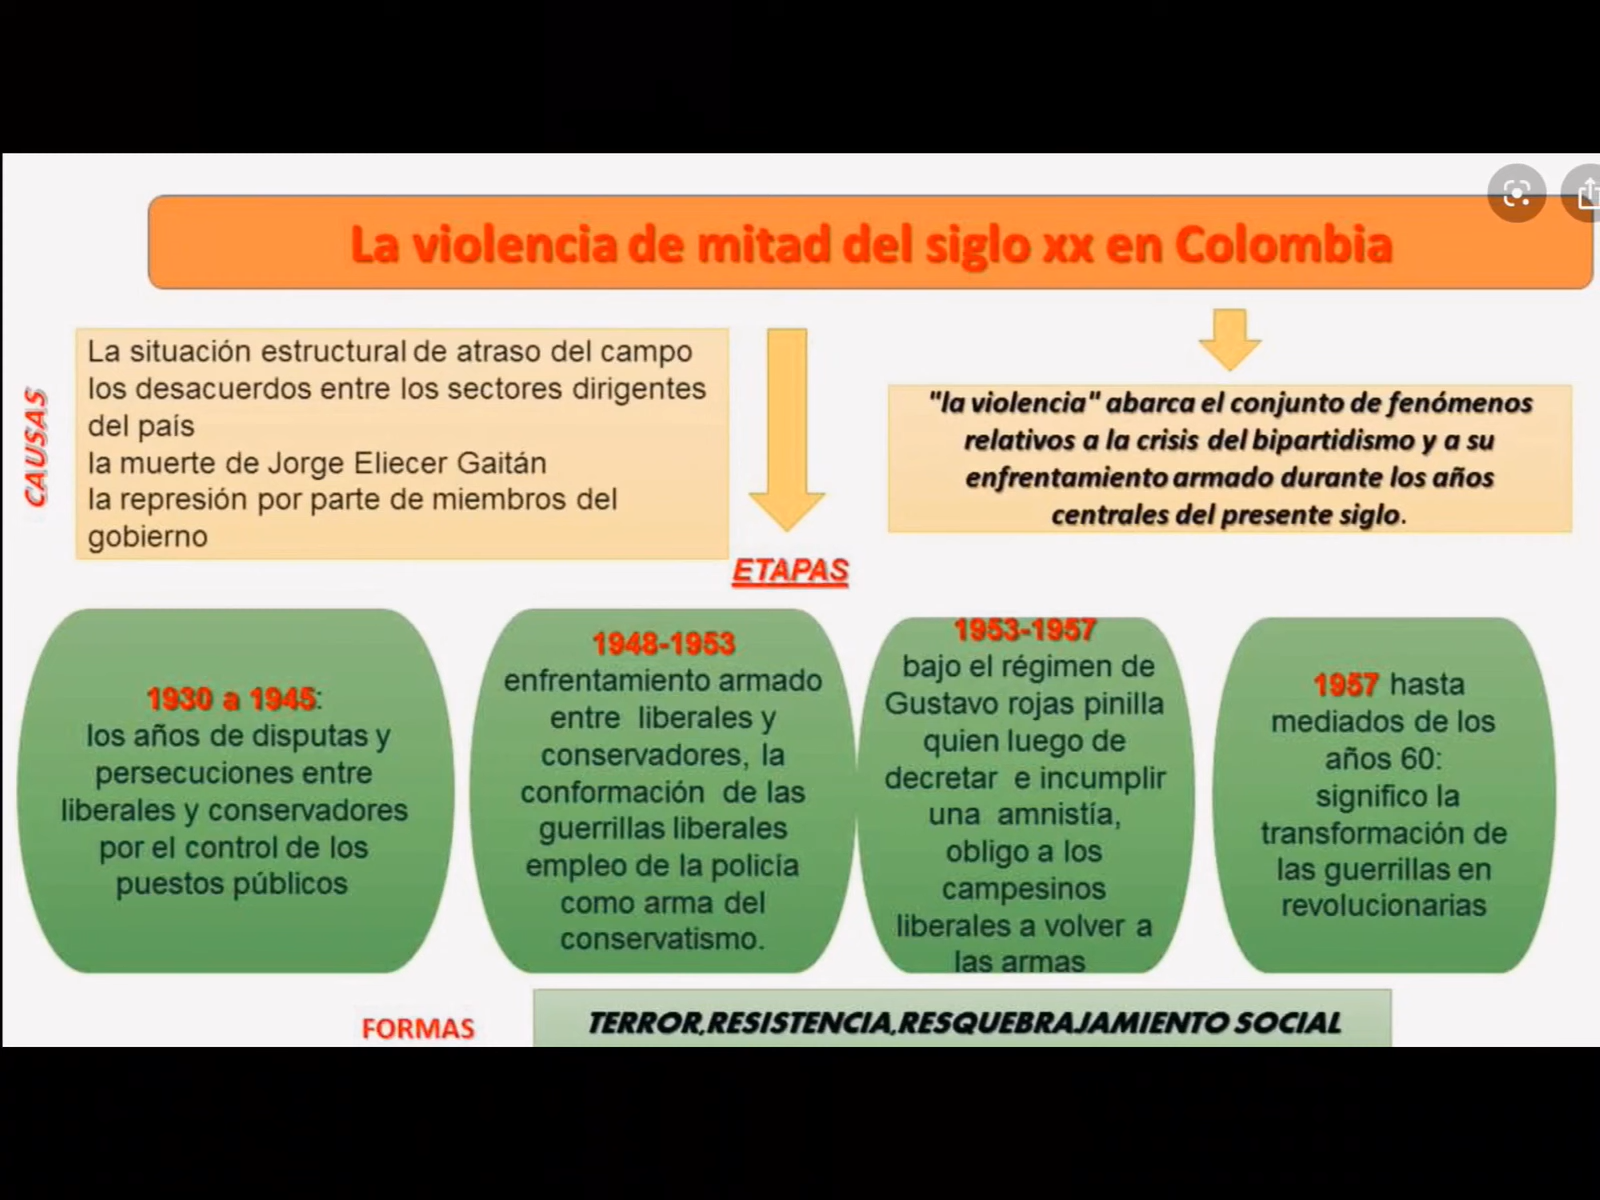 La violencia de mitad del siglo xx en Colombia
CAUSAS
La situación estructural de atraso del campo
los desacuerdos entre los sectores dirigentes
del país
la muerte de Jorge Eliecer Gaitán
la represión por parte de miembros del
gobierno
"la violencia" abarca el conjunto de fenómenos
relativos a la crisis del bipartidismo y a su
enfrentamiento armado durante los años
centrales del presente siglo.
ETAPAS
1930 a 1945:
los años de disputas y
persecuciones entre
liberales y conservadores
por el control de los
puestos públicos
1948-1953
enfrentamiento armado
entre liberales y
conservadores, la
conformación de las
guerrillas liberales
empleo de la policía
como arma del
conservatismo.
1953-1957
bajo el régimen de
Gustavo rojas pinilla
quien luego de
decretar e incumplir
una amnistía,
obligo a los
campesinos
liberales a volver a
las armas
1957 hasta
mediados de los
años 60:
significo la
transformación de
las guerrillas en
revolucionarias
FORMAS
TERROR,RESISTENCIA,RESQUEBRAJAMIENTO SOCIAL